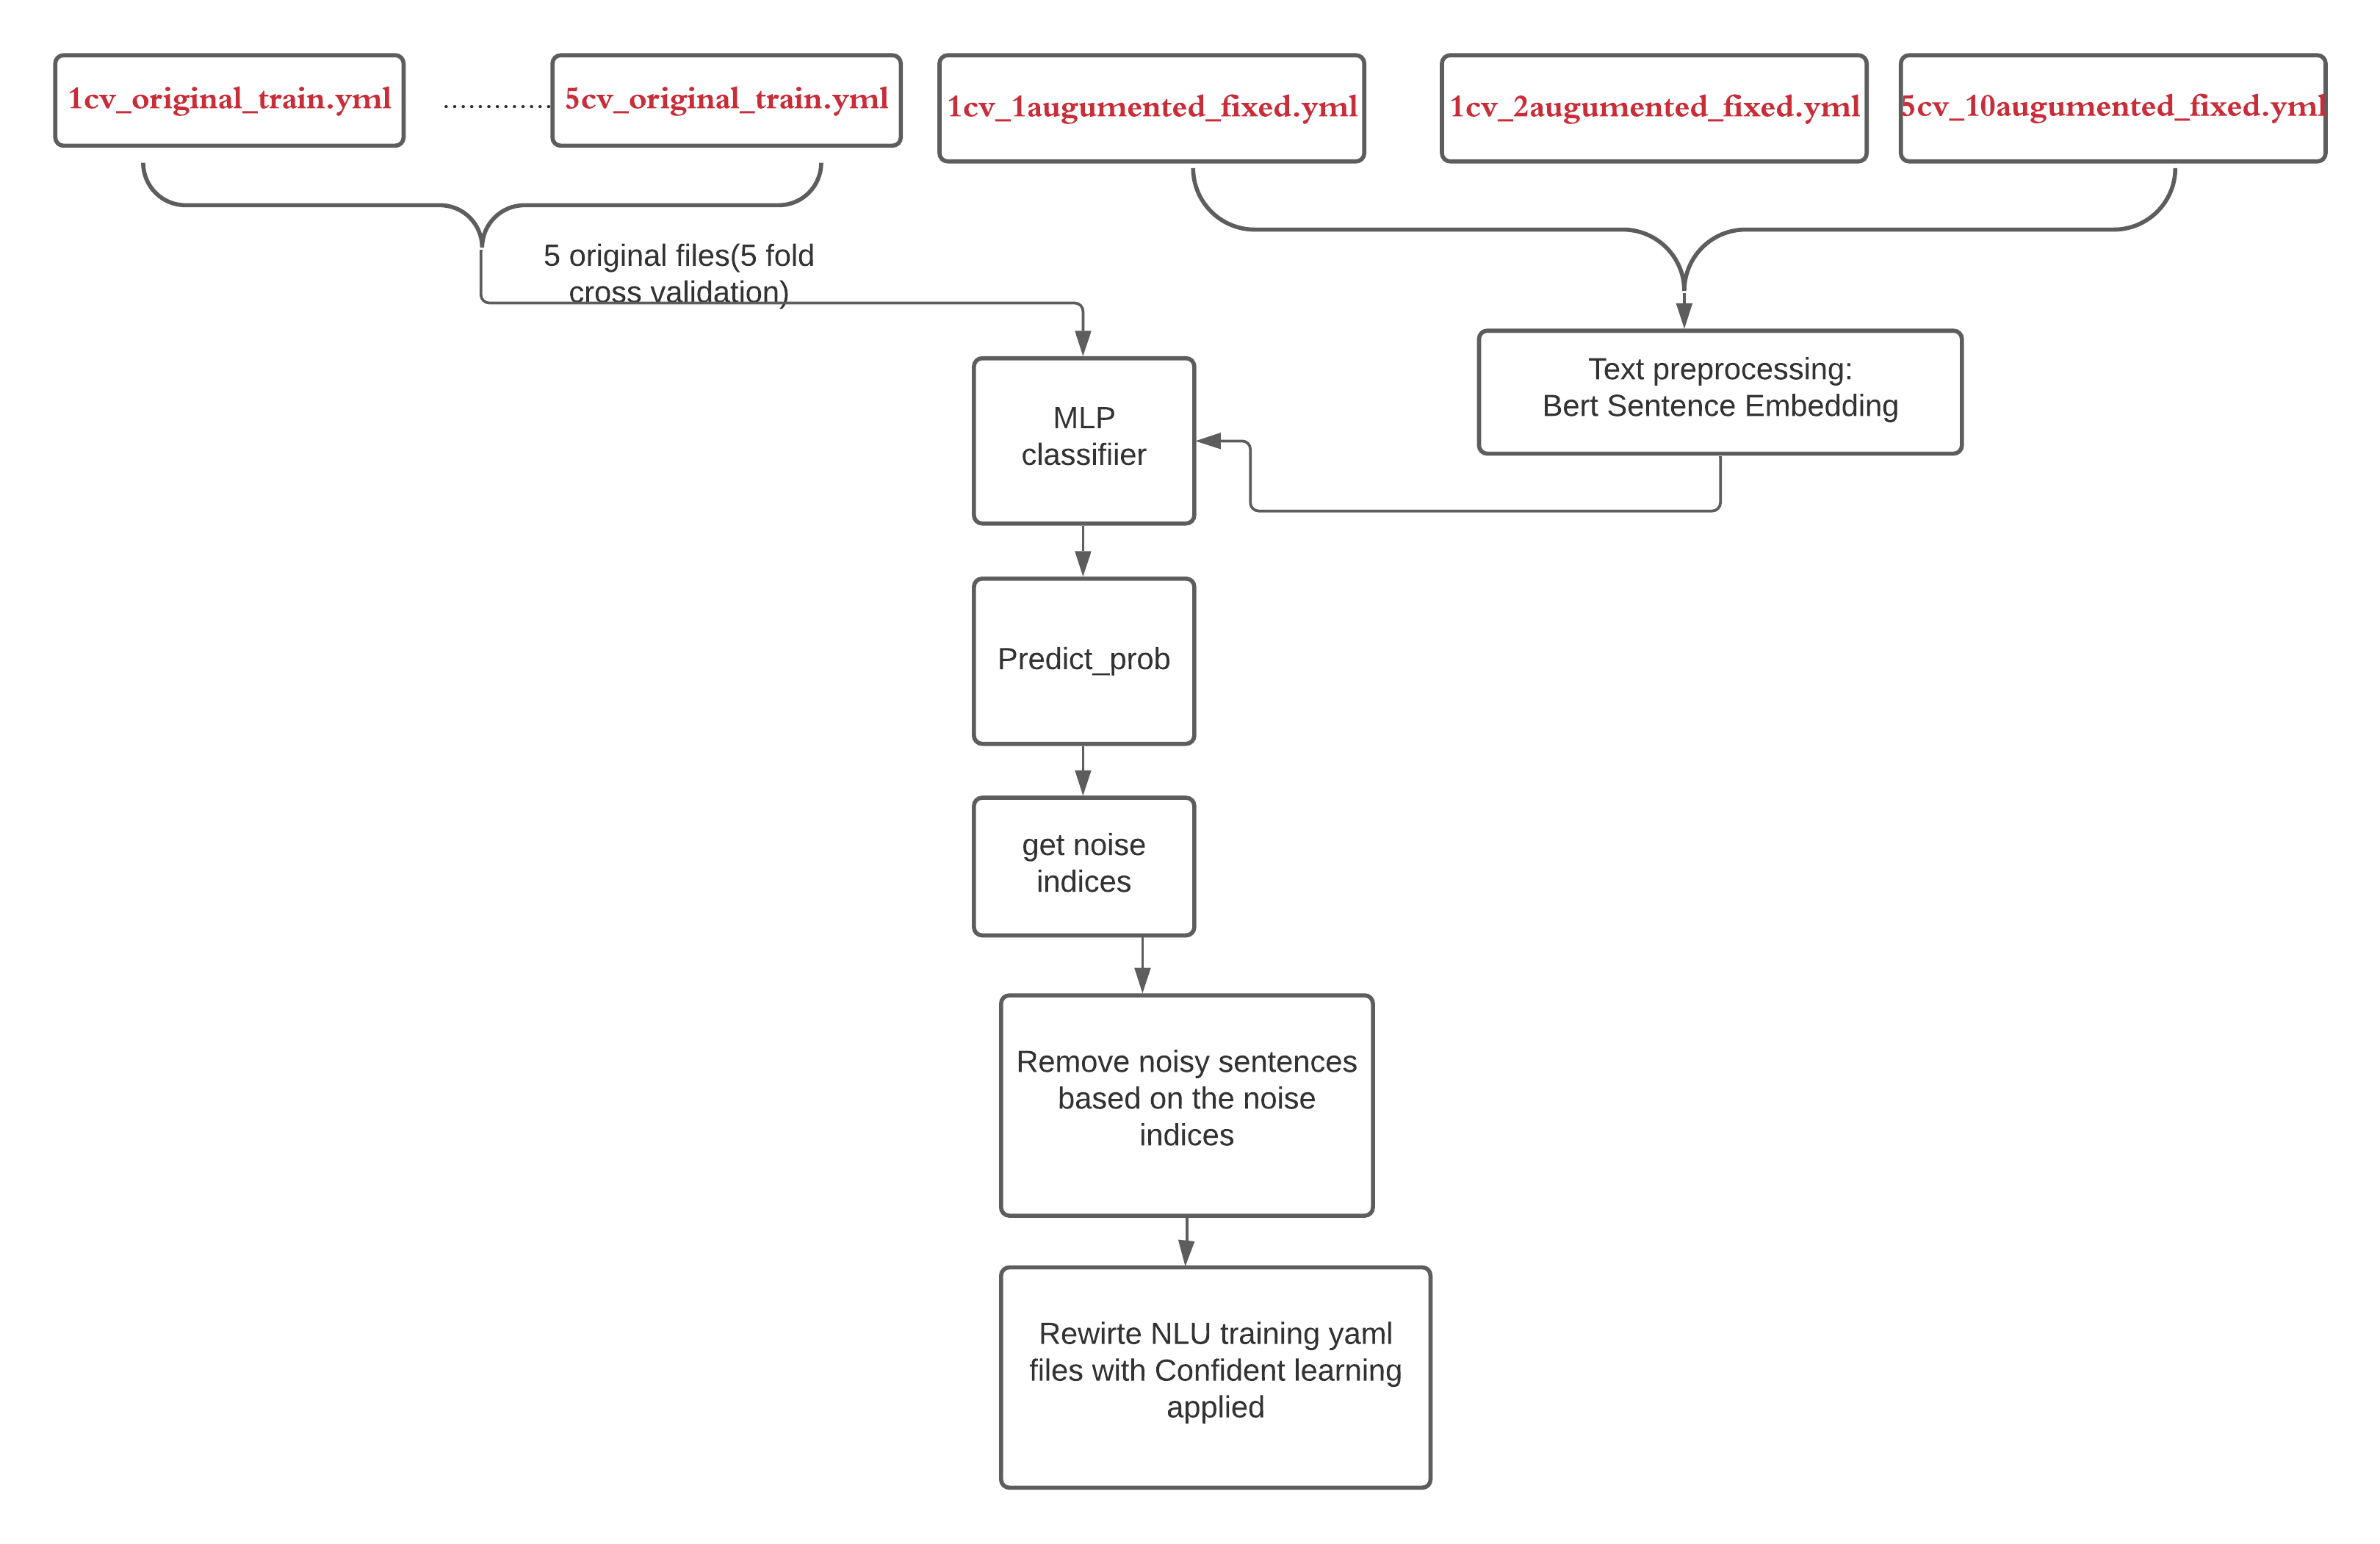 1cv_original_train.yml
5cv_original_train.yml
1cv_1augumented_fixed.yml
1cv_2augumented_fixed.yml
5cv_10augumented_fixed.yml
5 original files(5 fold
cross validation)
Text preprocessing:
Bert Sentence Embedding
MLP
classifiier
Predict_prob
get noise
indices
Remove noisy sentences
based on the noise
indices
Rewirte NLU training yaml
files with Confident learning
applied